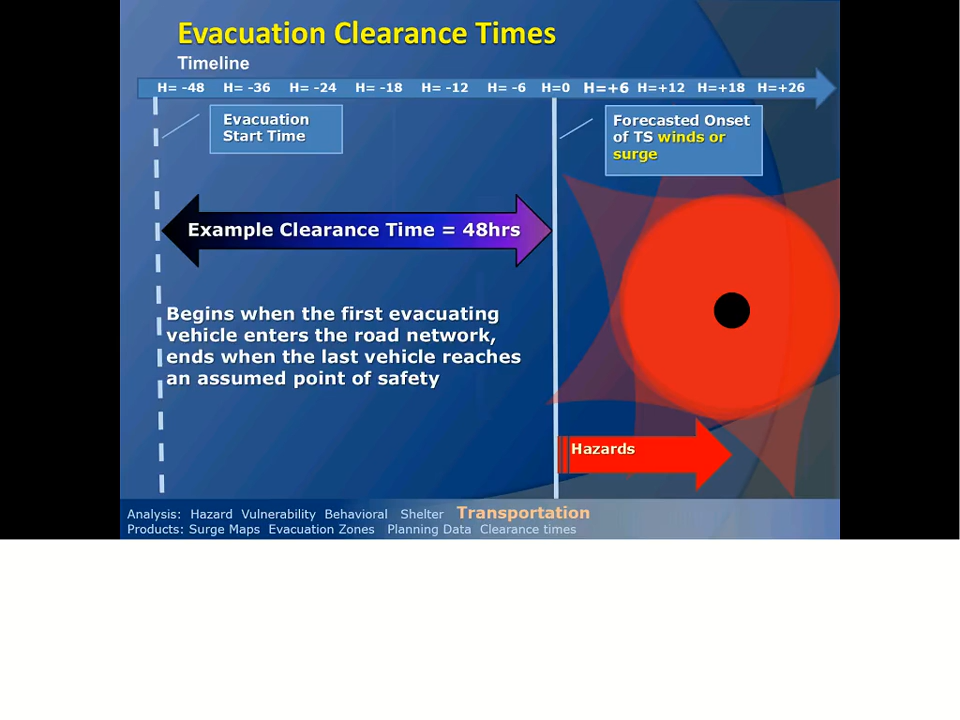 Evacuation Clearance Times
Timeline
H= -48 H= -36 H= -24 H= -18 H= -12 H= -6 H=0 H=+6 H=+12 H=+18 H=+26
Evacuation
Start Time
Forecasted Onset
of TS winds or
surge
Example Clearance Time = 48hrs
Begins when the first evacuating
vehicle enters the road network,
ends when the last vehicle reaches
an assumed point of safety
Hazards
Analysis: Hazard Vulnerability Behavioral Shelter Transportation
Products: Surge Maps Evacuation Zones Planning Data Clearance times